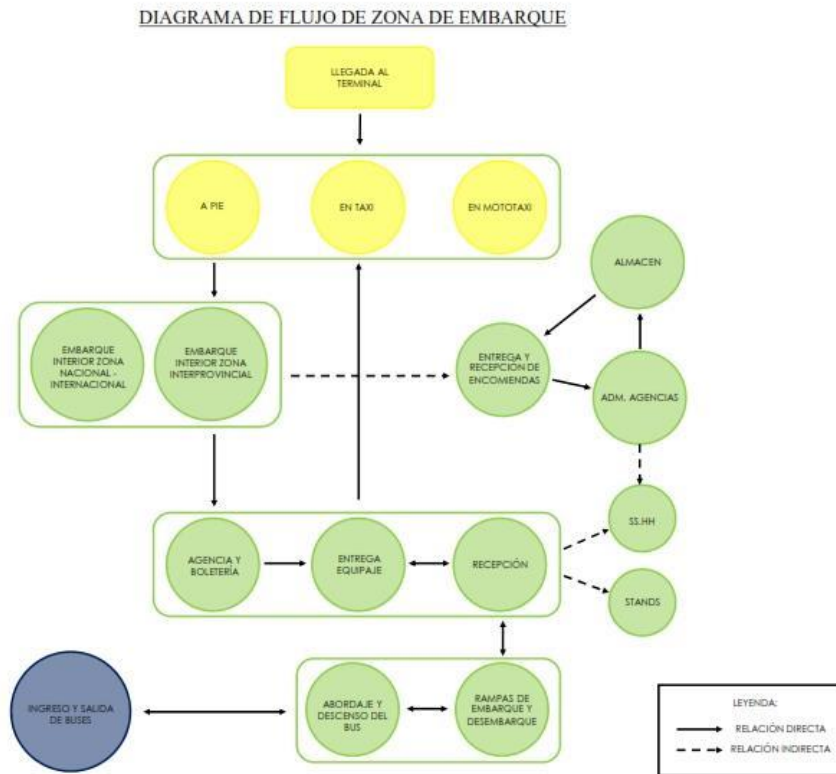 DIAGRAMA DE FLUJO DE ZONA DE EMBARQUE
LLEGADA AL
TERMINAL
A PIE
EN TAXI
EN MOTOTAXI
ALMACEN
EMBARQUE
INTERIOR ZONA
NACIONAL -
INTERNACIONAL
EMBARQUE
INTERIOR ZONA
INTERPROVINCIAL
ENTREGA Y
RECEPCIÓN DE
ENCOMIENDAS
ADM. AGENCIAS
SS.HH
AGENCIA Y
BOLETERÍA
ENTREGA
EQUIPAJE
RECEPCIÓN
STANDS
INGRESO Y SALIDA
DE BUSES
ABORDAJE Y
DESCENSO DEL
BUS
RAMPAS DE
EMBARQUE Y
DESEMBARQUE
LEYENDA:
RELACIÓN DIRECTA
RELACIÓN INDIRECTA